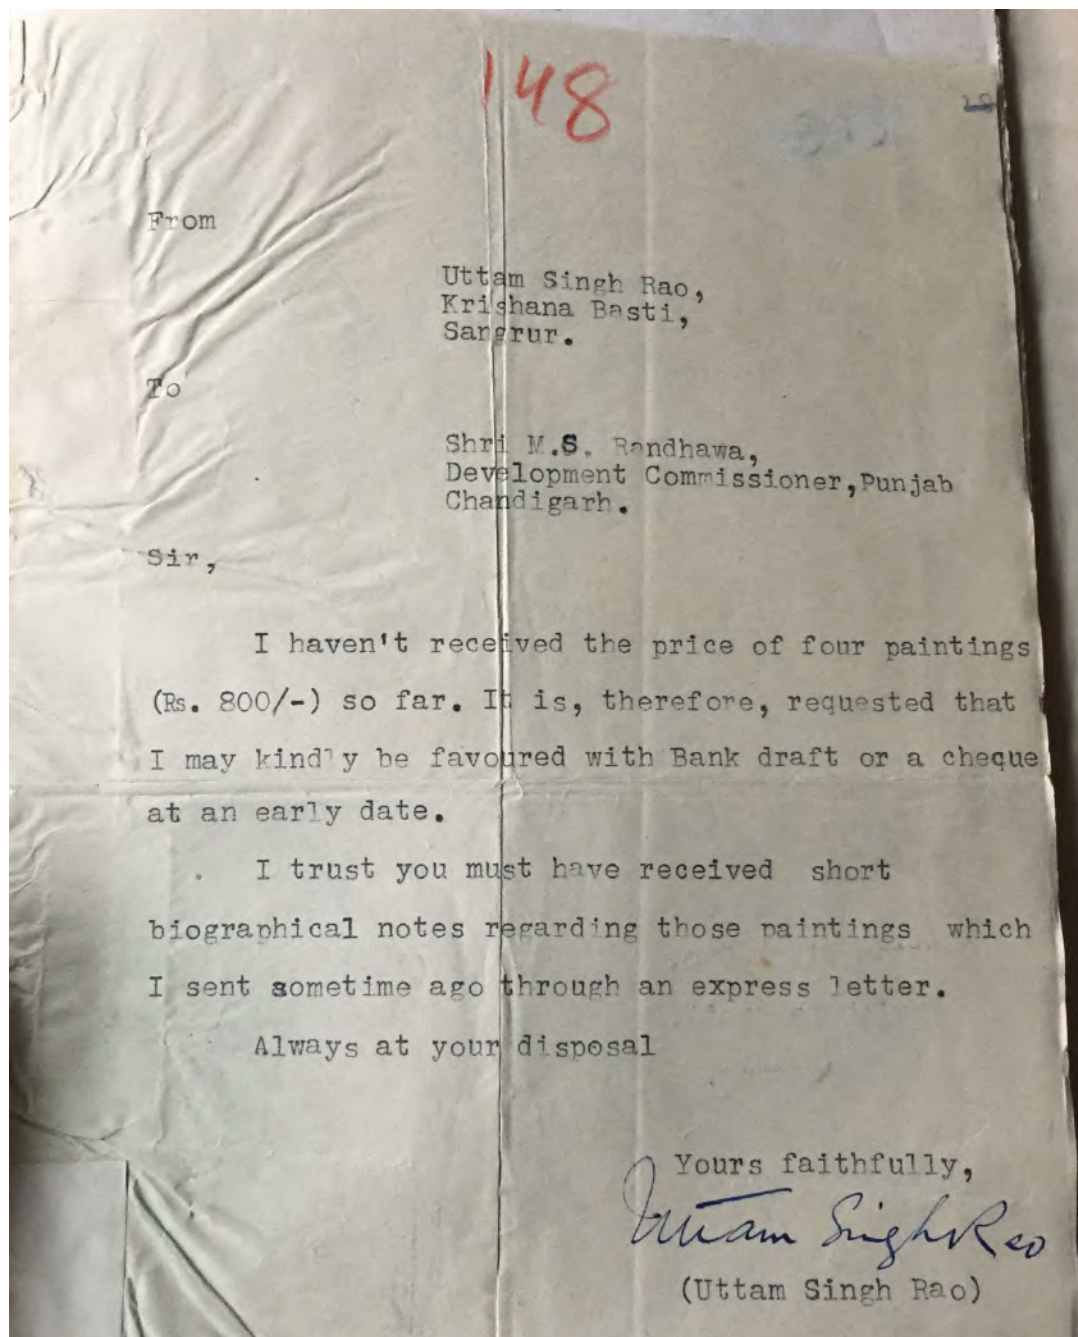 148
28
From
Uttam Singh Rao,
Krishana Basti,
Sangrur.
To
Shri M.S. Randhawa,
Development Commissioner,Punjab
Chandigarh.
Sir,
I haven't received the price of four paintings
(Rs. 800/-) so far. It is, therefore, requested that
I may kindly be favoured with Bank draft or a cheque
at an early date.
I trust you must have received short
biographical notes regarding those paintings which
I sent sometime ago through an express letter.
Always at your disposal
Yours faithfully,
Uttam Singh Rao
(Uttam Singh Rao)